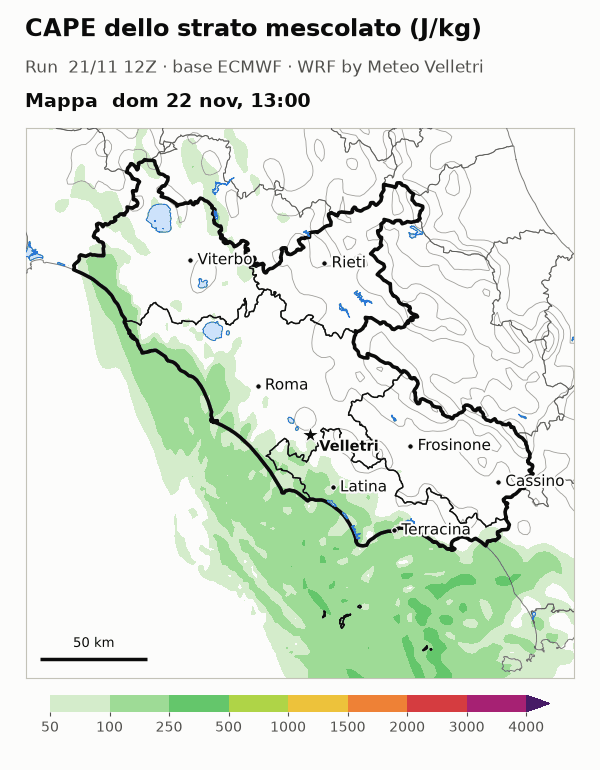 CAPE dello strato mescolato (J/kg)
Run  21/11 12Z · base ECMWF · WRF by Meteo Velletri
Mappa  dom 22 nov, 13:00
Viterbo
Rieti
Roma
Velletri
Frosinone
Cassino
Latina
Terracina
50 km
50 100 250 500 1000 1500 2000 3000 4000